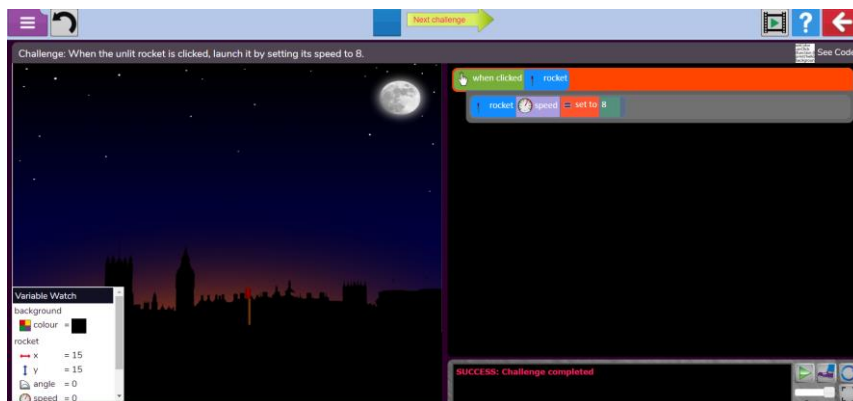 Next challenge
Challenge: When the unlit rocket is clicked, launch it by setting its speed to 8.
See Code
when clicked rocket
rocket speed = set to 8
Variable Watch
background
colour =
rocket
x = 15
y = 15
angle = 0
speed = 0
SUCCESS: Challenge completed